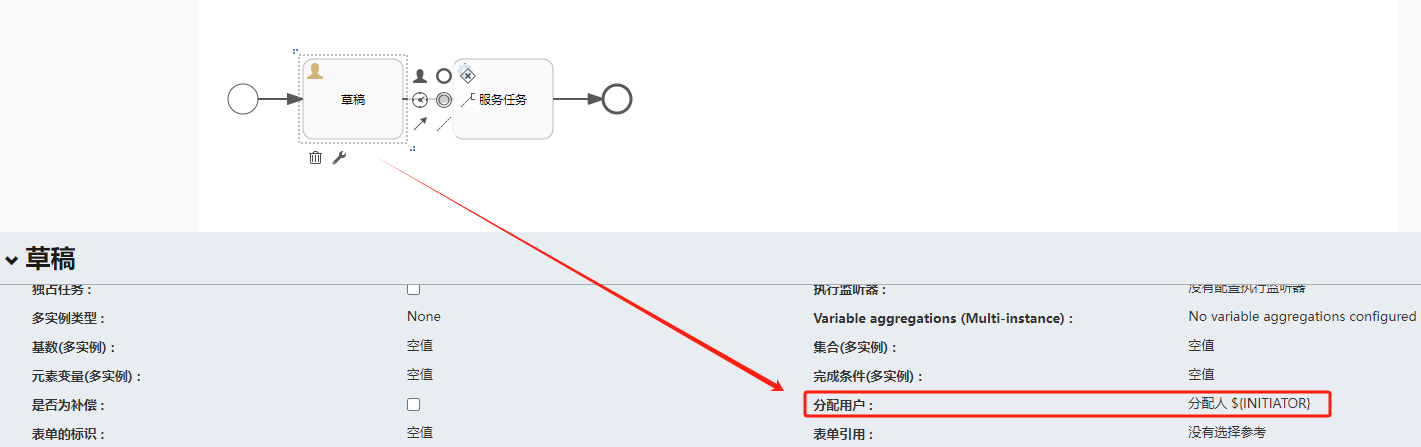 草稿
服务任务
草稿
独占任务：
执行监听器：
没有配置执行监听器
多实例类型：
None
Variable aggregations (Multi-instance)：
No variable aggregations configured
基数(多实例)：
空值
集合(多实例)：
空值
元素变量(多实例)：
空值
完成条件(多实例)：
空值
是否为补偿：
分配用户：
分配人 ${INITIATOR}
表单的标识：
空值
表单引用：
没有选择参考